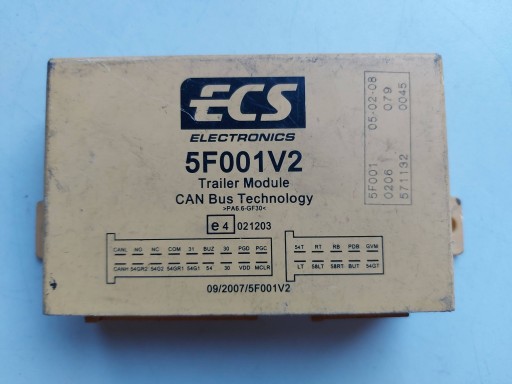 ECS
ELECTRONICS
5F001V2
Trailer Module
CAN Bus Technology
>PA6.6-GF30<
e4 021203
CANL NG NC COM 31 BUZ 30 PGD PGC
CANH 54GR2 54G2 54GR1 54G1 54 30 VDD MCLR
54T RT RB PDB GVM
LT 58LT 58RT BUT 54GT
09/2007/5F001V2
5F001 05-02-08
0206 079
571132 0045